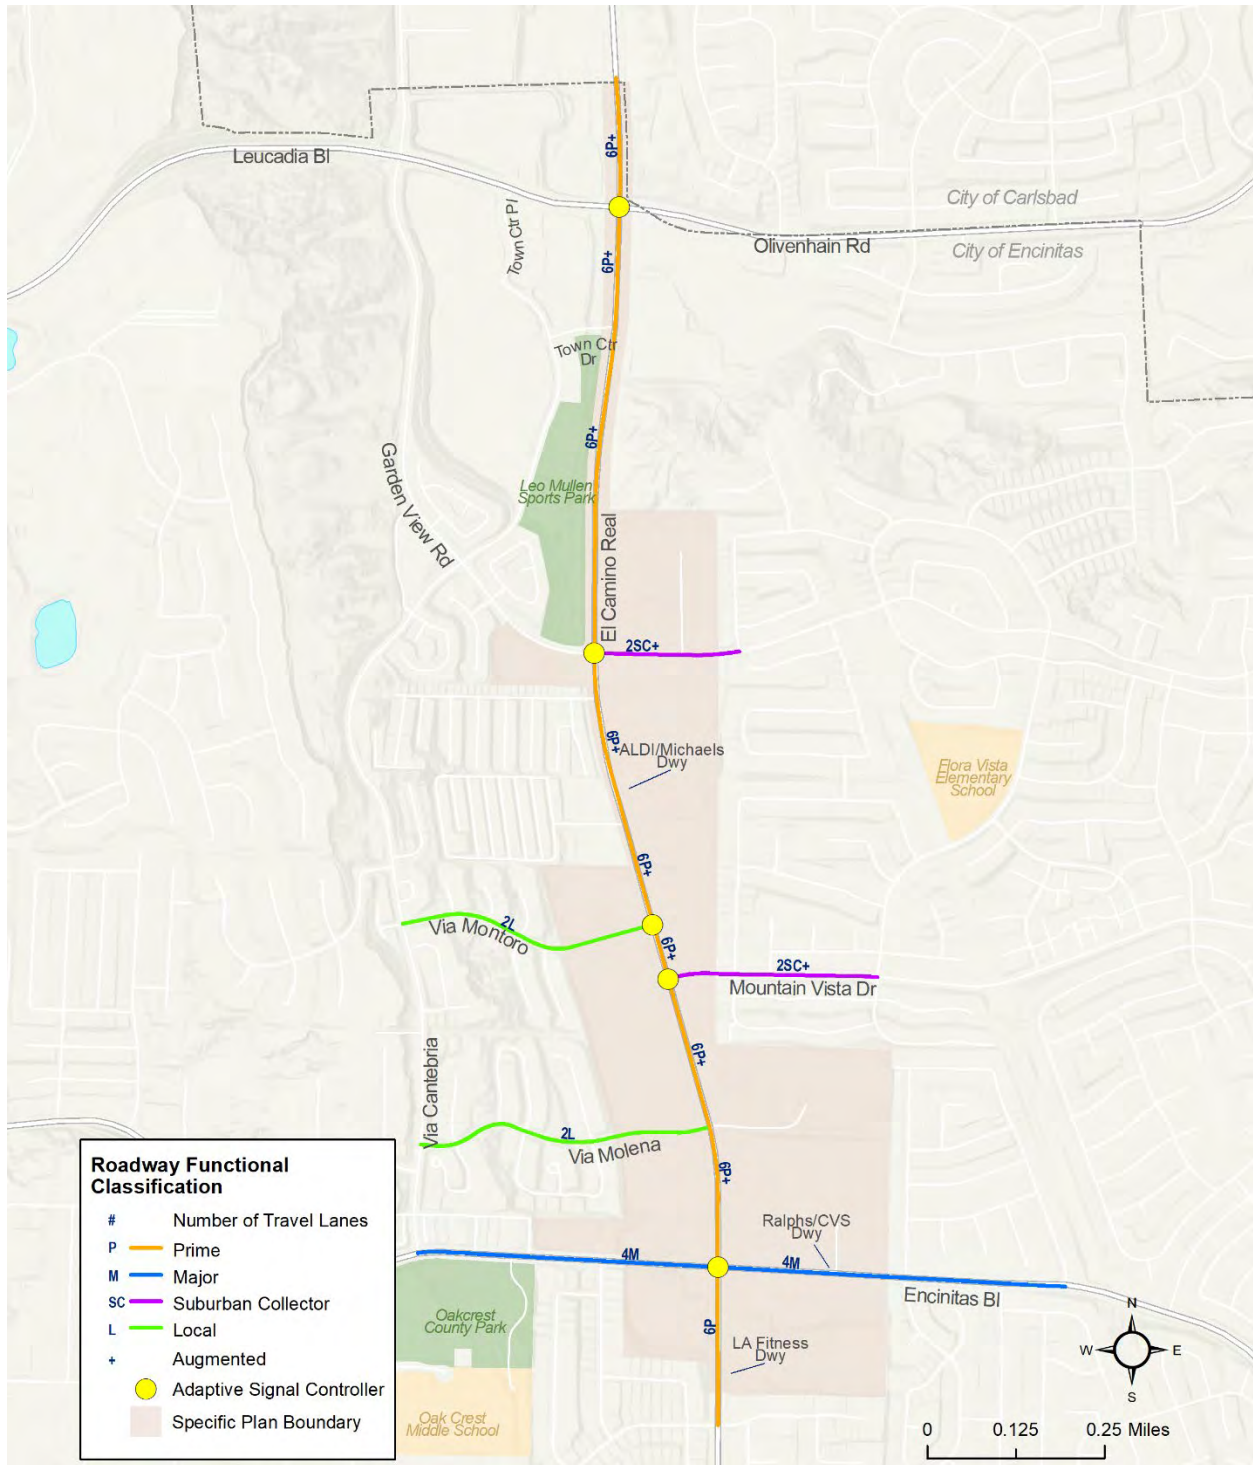 6P+
Leucadia Bl
City of Carlsbad
Town Ctr Pl
Olivenhain Rd
City of Encinitas
6P+
Town Ctr
Dr
6P+
Garden View Rd
Leo Mullen
Sports Park
El Camino Real
2SC+
6P+
ALDI/Michaels
Dwy
Flora Vista
Elementary
School
6P+
2L
Via Montoro
6P+
2SC+
Mountain Vista Dr
6P+
Via Cantebria
2L
Via Molena
6P+
Ralphs/CVS
Dwy
4M
4M
Encinitas Bl
6P
LA Fitness
Dwy
Oakcrest
County Park
Oak Crest
Middle School
Roadway Functional
Classification
# Number of Travel Lanes
P Prime
M Major
SC Suburban Collector
L Local
+ Augmented
Adaptive Signal Controller
Specific Plan Boundary
N
W E
S
0 0.125 0.25 Miles